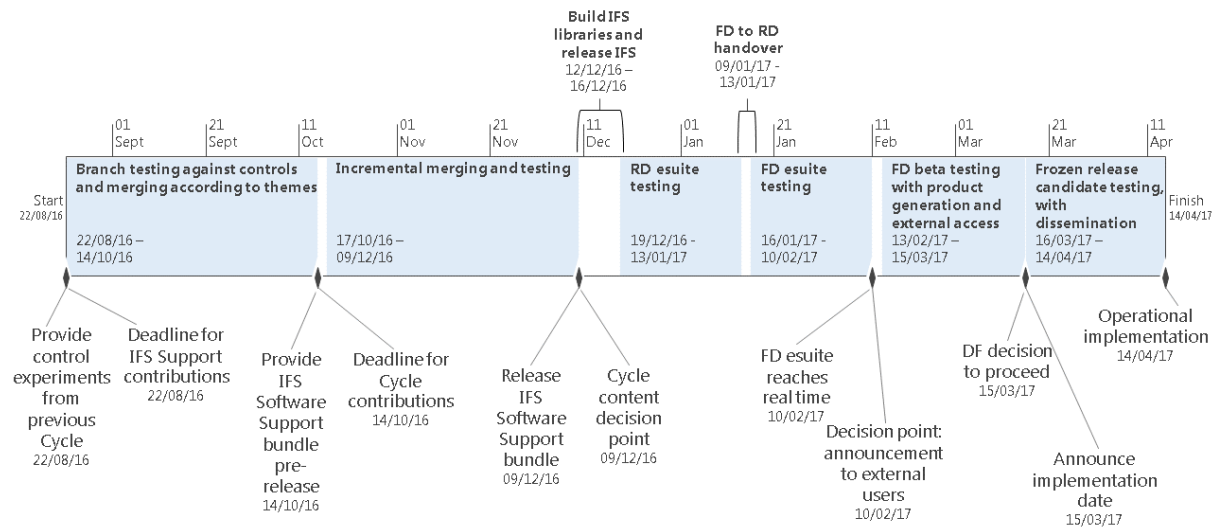 Build IFS
libraries and
release IFS
12/12/16 –
16/12/16
FD to RD
handover
09/01/17 -
13/01/17
01
Sept
21
Sept
11
Oct
01
Nov
21
Nov
11
Dec
01
Jan
21
Jan
11
Feb
01
Mar
21
Mar
11
Apr
Start
22/08/16
Branch testing against controls
and merging according to themes
22/08/16 –
14/10/16
Incremental merging and testing
17/10/16 –
09/12/16
RD esuite
testing
19/12/16 -
13/01/17
FD esuite
testing
16/01/17 -
10/02/17
FD beta testing
with product
generation and
external access
13/02/17 –
15/03/17
Frozen release
candidate testing,
with
dissemination
16/03/17 –
14/04/17
Finish
14/04/17
Provide
control
experiments
from
previous
Cycle
22/08/16
Deadline for
IFS Support
contributions
22/08/16
Provide
IFS
Software
Support
bundle
pre-
release
14/10/16
Deadline for
Cycle
contributions
14/10/16
Release
IFS
Software
Support
bundle
09/12/16
Cycle
content
decision
point
09/12/16
FD esuite
reaches
real time
10/02/17
Decision point:
announcement
to external
users
10/02/17
DF decision
to proceed
15/03/17
Announce
implementation
date
15/03/17
Operational
implementation
14/04/17